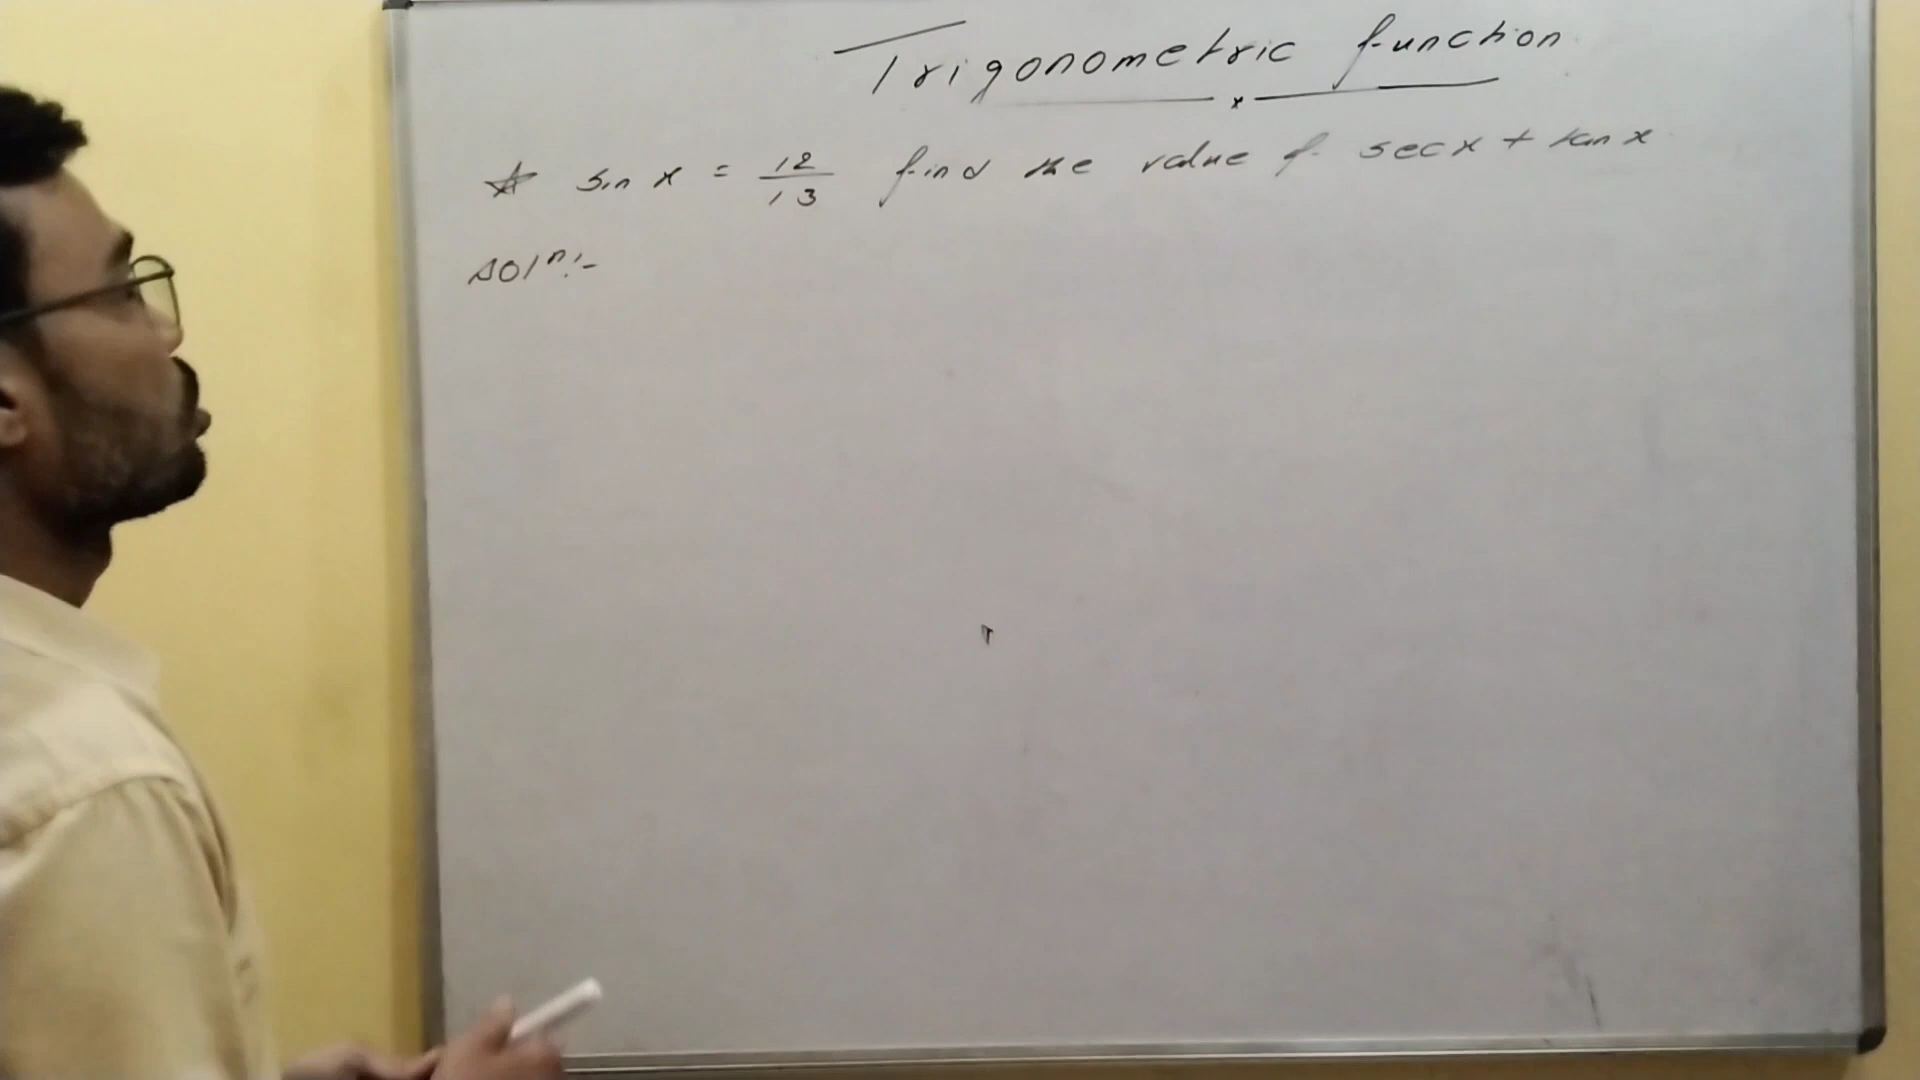 Trigonometric function
☆ sin x = 12/13 find the value of sec x + tan x
Solⁿ:-